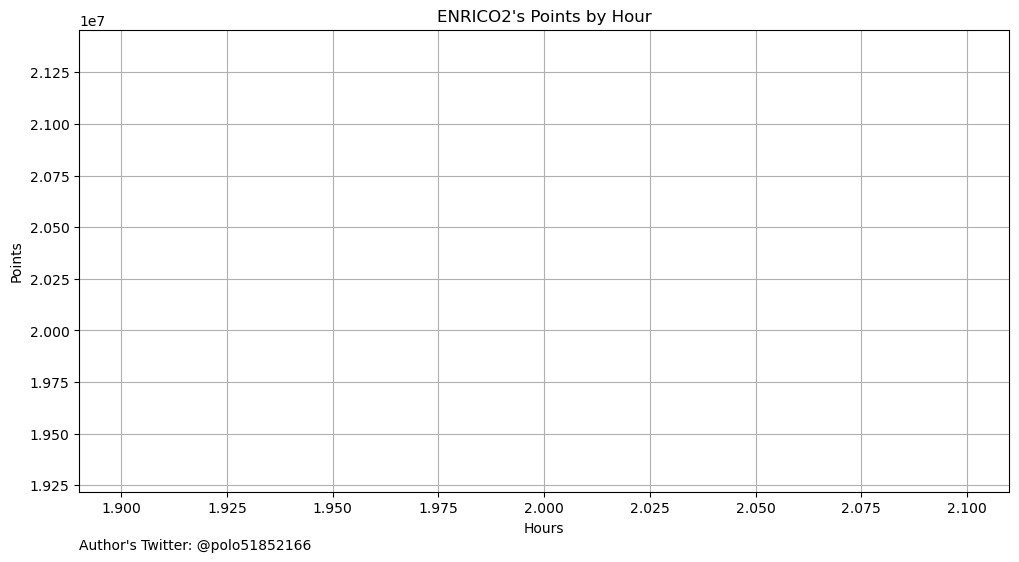 ENRICO2's Points by Hour
1e7
2.125
2.100
2.075
2.050
2.025
2.000
1.975
1.950
1.925
Points
1.900 1.925 1.950 1.975 2.000 2.025 2.050 2.075 2.100
Hours
Author's Twitter: @polo51852166